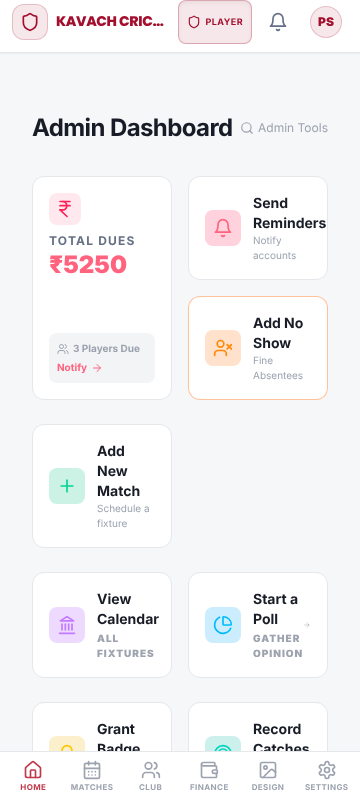 KAVACH CRIC...
PLAYER
PS
Admin Dashboard
Admin Tools
TOTAL DUES
₹5250
3 Players Due
Notify →
Send
Reminders
Notify
accounts
Add No
Show
Fine
Absentees
Add
New
Match
Schedule a
fixture
View
Calendar
ALL
FIXTURES
Start a
Poll
GATHER
OPINION
Grant
Badge
Record
Catches
HOME
MATCHES
CLUB
FINANCE
DESIGN
SETTINGS